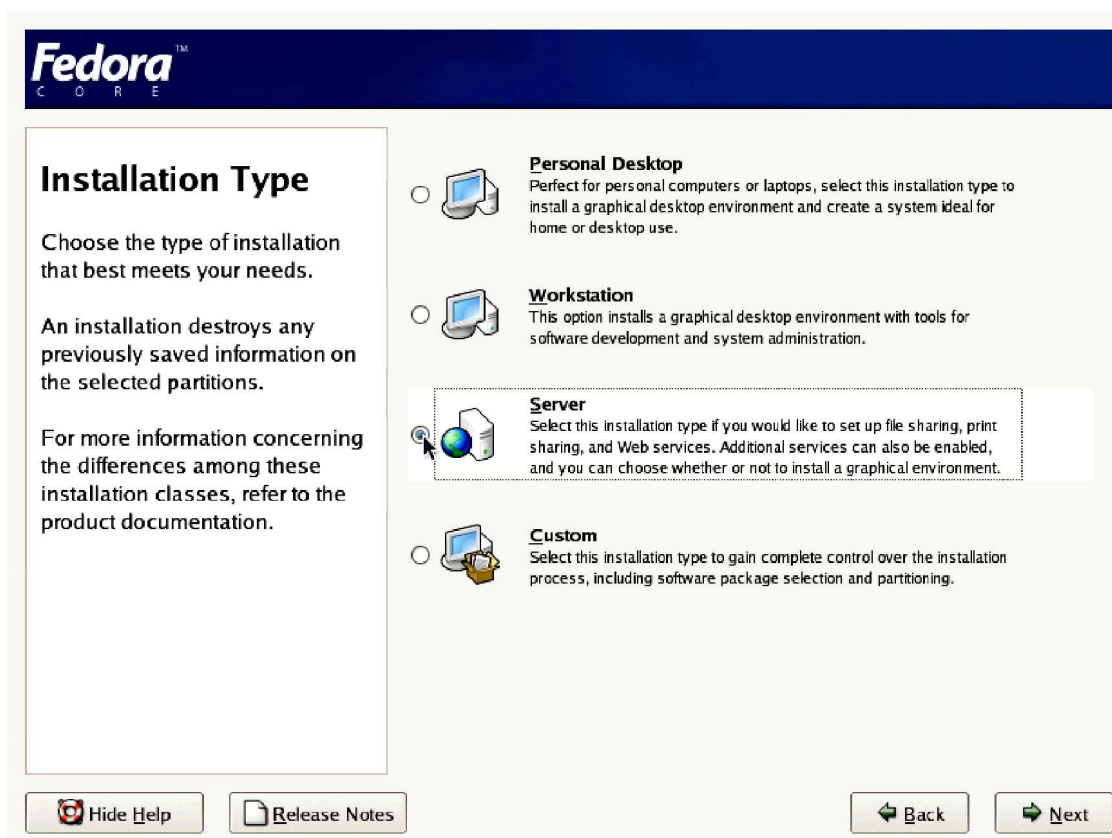 Fedora™
CORE
Installation Type
Choose the type of installation
that best meets your needs.
An installation destroys any
previously saved information on
the selected partitions.
For more information concerning
the differences among these
installation classes, refer to the
product documentation.
Personal Desktop
Perfect for personal computers or laptops, select this installation type to
install a graphical desktop environment and create a system ideal for
home or desktop use.
Workstation
This option installs a graphical desktop environment with tools for
software development and system administration.
Server
Select this installation type if you would like to set up file sharing, print
sharing, and Web services. Additional services can also be enabled,
and you can choose whether or not to install a graphical environment.
Custom
Select this installation type to gain complete control over the installation
process, including software package selection and partitioning.
Hide Help
Release Notes
Back
Next